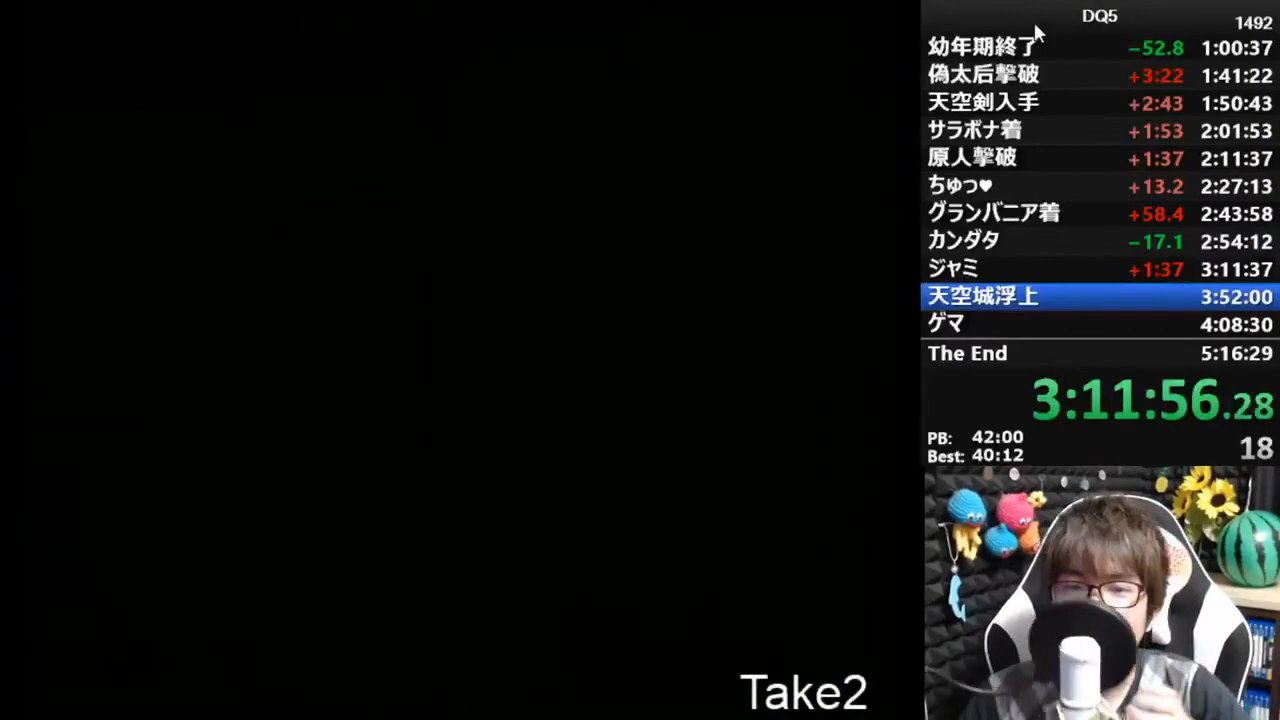 DQ5
1492
幼年期終了 −52.8 1:00:37
偽太后撃破 +3:22 1:41:22
天空剣入手 +2:43 1:50:43
サラボナ着 +1:53 2:01:53
原人撃破 +1:37 2:11:37
ちゅっ♥ +13.2 2:27:13
グランバニア着 +58.4 2:43:58
カンダタ −17.1 2:54:12
ジャミ +1:37 3:11:37
天空城浮上 3:52:00
ゲマ 4:08:30
The End 5:16:29
3:11:56.28
PB: 42:00
Best: 40:12
18
Take2